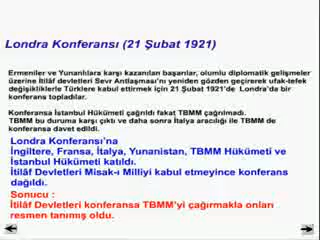 Londra Konferansı (21 Şubat 1921)
Ermeniler ve Yunanlılara karşı kazanılan başarılar, olumlu diplomatik gelişmeler
üzerine İtilâf devletleri Sevr Antlaşması'nı yeniden gözden geçirerek ufak-tefek
değişikliklerle Türklere kabul ettirmek için 21 Şubat 1921'de Londra'da bir
konferans topladılar.
Konferansa İstanbul Hükümeti çağrıldı fakat TBMM çağrılmadı.
TBMM bu duruma karşı çıktı ve daha sonra İtalya aracılığı ile TBMM de
konferansa davet edildi.
Londra Konferansı'na
İngiltere, Fransa, İtalya, Yunanistan, TBMM Hükümeti ve
İstanbul Hükümeti katıldı.
İtilâf Devletleri Misak-ı Milliyi kabul etmeyince konferans
dağıldı.
Sonucu :
İtilâf Devletleri konferansa TBMM'yi çağırmakla onları
resmen tanımış oldu.